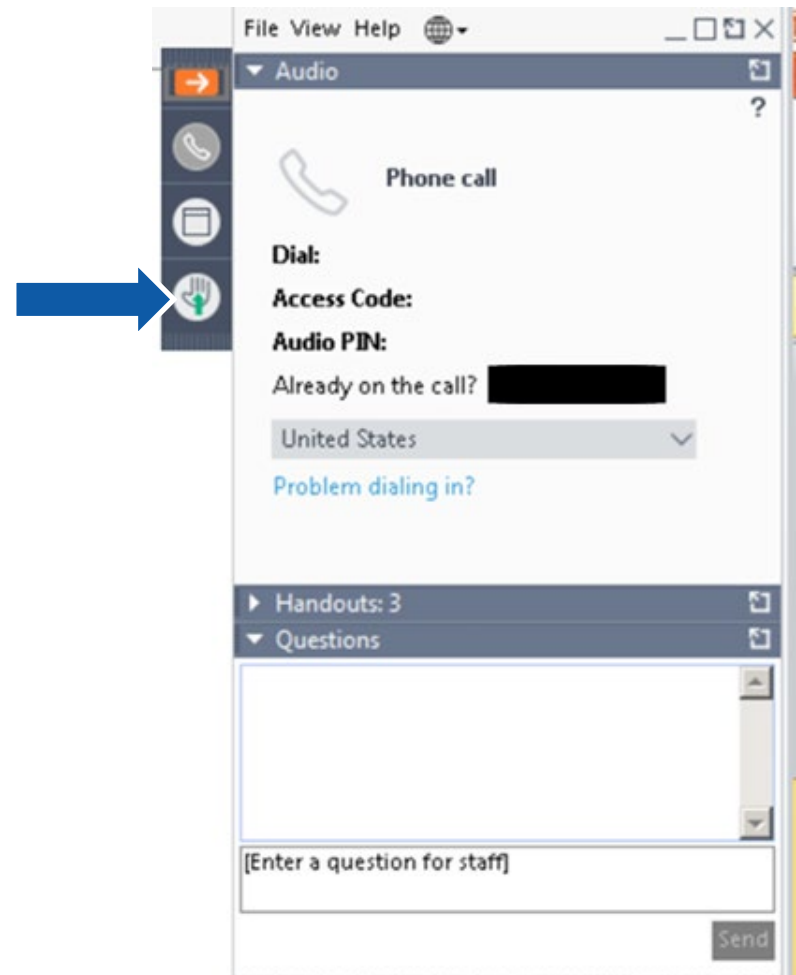 File View Help
Audio
?
Phone call
Dial:
Access Code:
Audio PIN:
Already on the call?
United States
Problem dialing in?
Handouts: 3
Questions
[Enter a question for staff]
Send